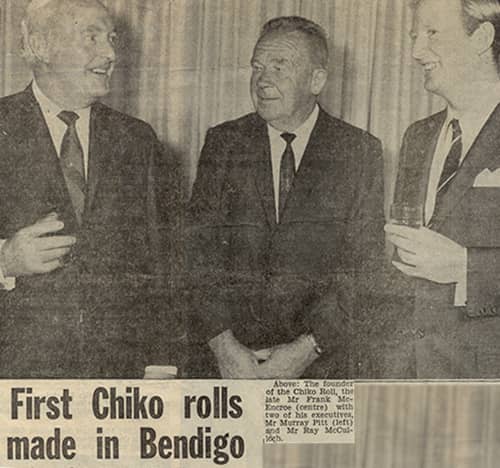 First Chiko rolls
made in Bendigo
Above: The founder
of the Chiko Roll, the
late Mr Frank Mc-
Encroe (centre) with
two of his executives,
Mr Murray Pitt (left)
and Mr Ray McCul-
loch.